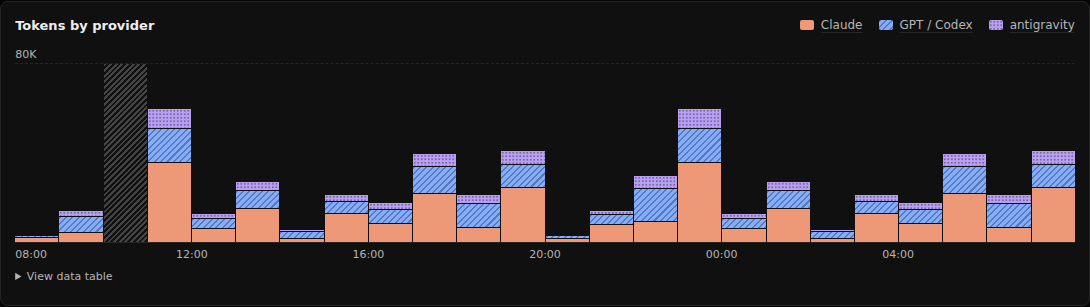 Tokens by provider
Claude GPT / Codex antigravity
80K
08:00 12:00 16:00 20:00 00:00 04:00
View data table